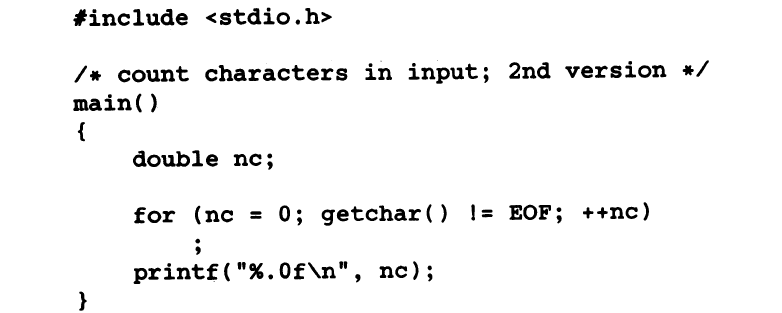 #include <stdio.h>
/* count characters in input; 2nd version */
main()
{
double nc;
for (nc = 0; getchar() != EOF; ++nc)
;
printf("%.0f\n", nc);
}